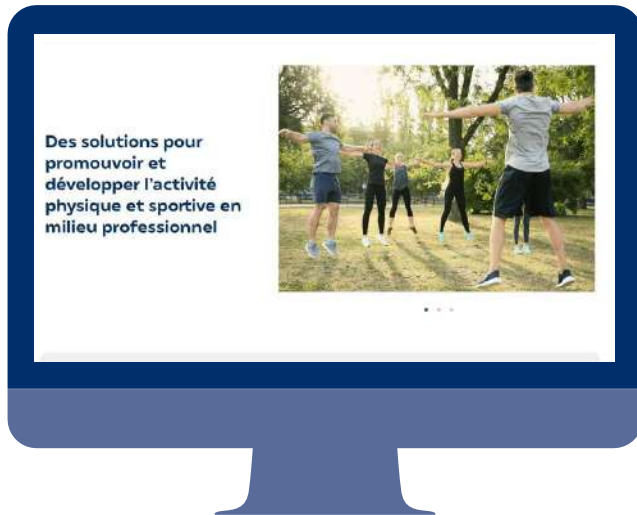 Des solutions pour
promouvoir et
développer l'activité
physique et sportive en
milieu professionnel